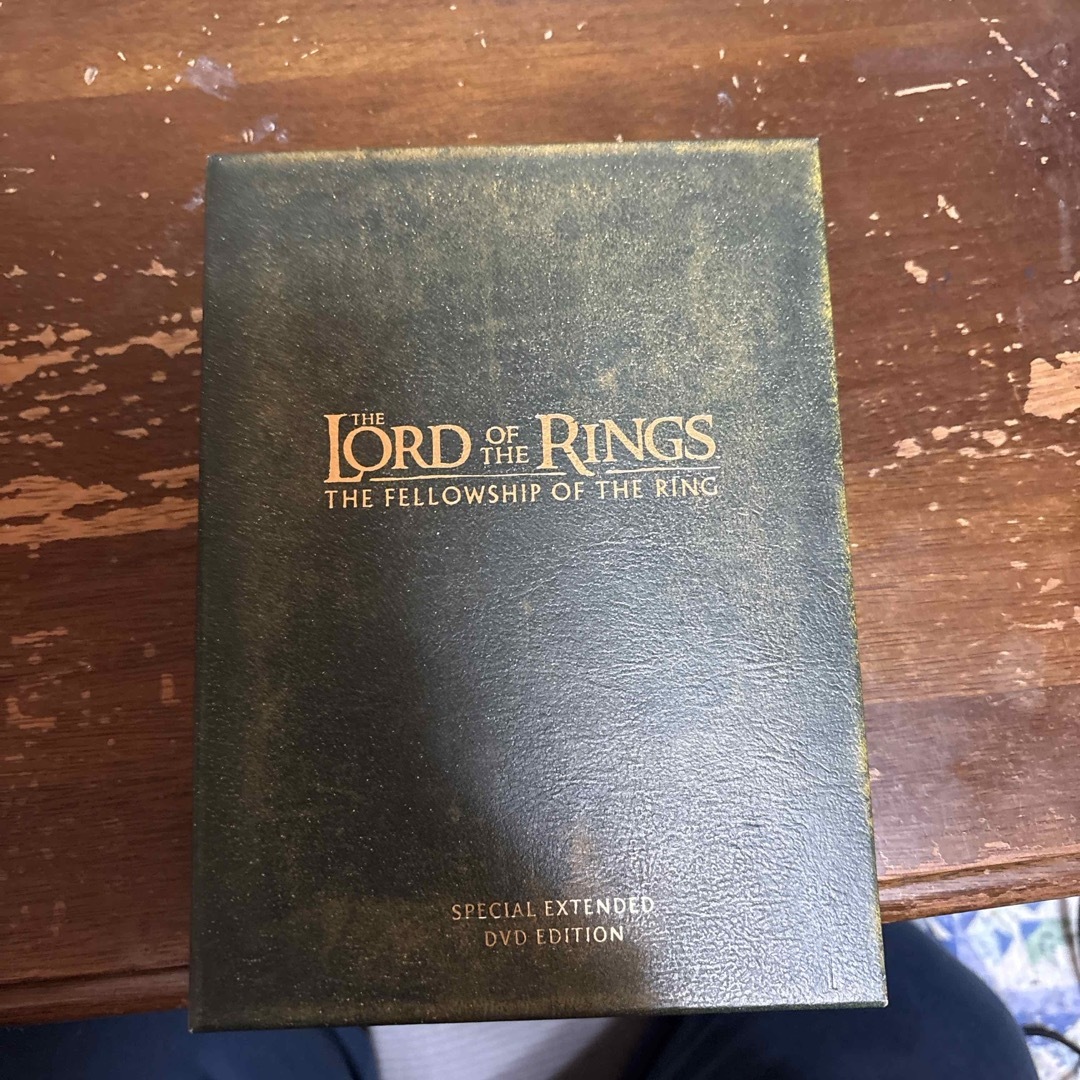 THE LORD OF THE RINGS
THE FELLOWSHIP OF THE RING
SPECIAL EXTENDED
DVD EDITION